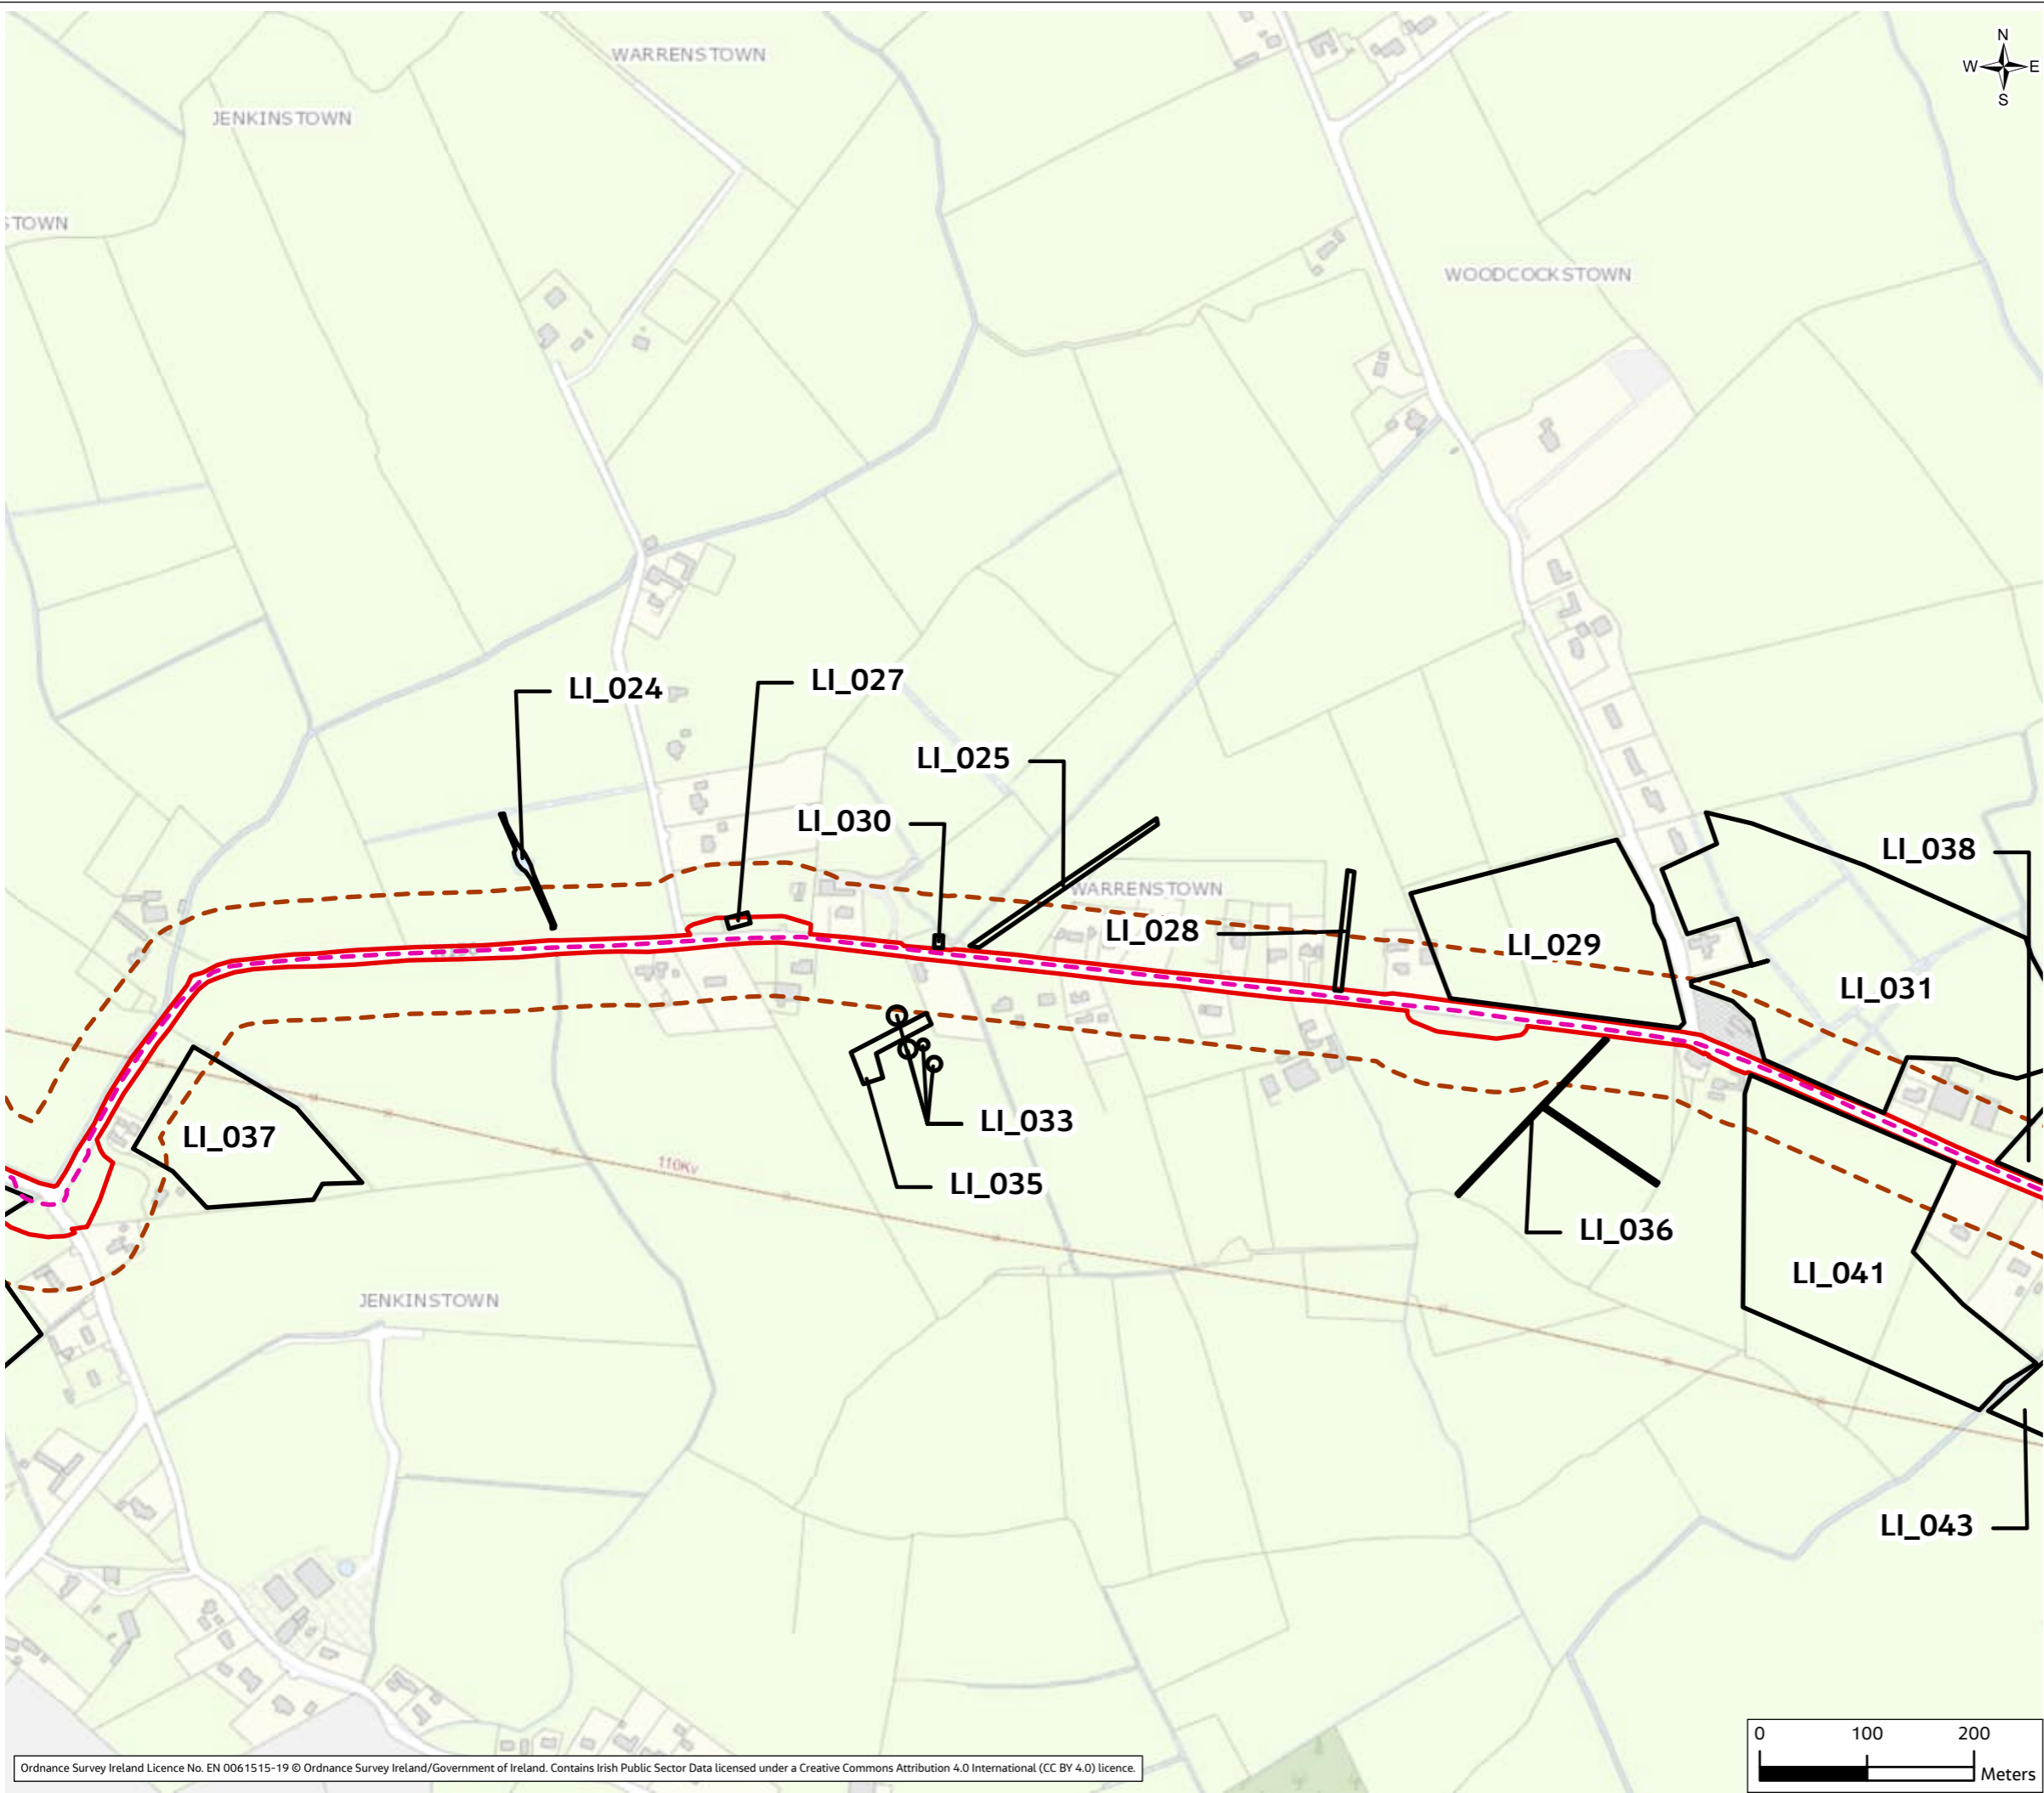 WARRENSTOWN
N
W E
S
JENKINSTOWN
STOWN
WOODCOCKSTOWN
LI_024
LI_027
LI_025
LI_030
LI_038
WARRENSTOWN
LI_028
LI_029
LI_031
LI_033
LI_037
110Kv
LI_035
LI_036
LI_041
JENKINSTOWN
LI_043
0 100 200
Meters
Ordnance Survey Ireland Licence No. EN 0061515-19 © Ordnance Survey Ireland/Government of Ireland. Contains Irish Public Sector Data licensed under a Creative Commons Attribution 4.0 International (CC BY 4.0) licence.